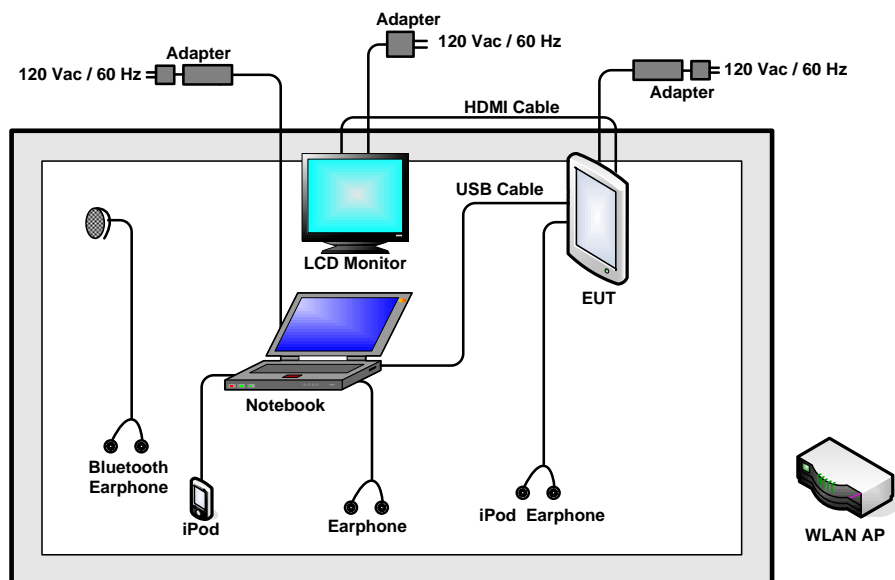 Adapter
120 Vac / 60 Hz
Adapter
120 Vac / 60 Hz
120 Vac / 60 Hz
Adapter
HDMI Cable
USB Cable
LCD Monitor
EUT
Notebook
Bluetooth
Earphone
iPod
Earphone
iPod Earphone
WLAN AP